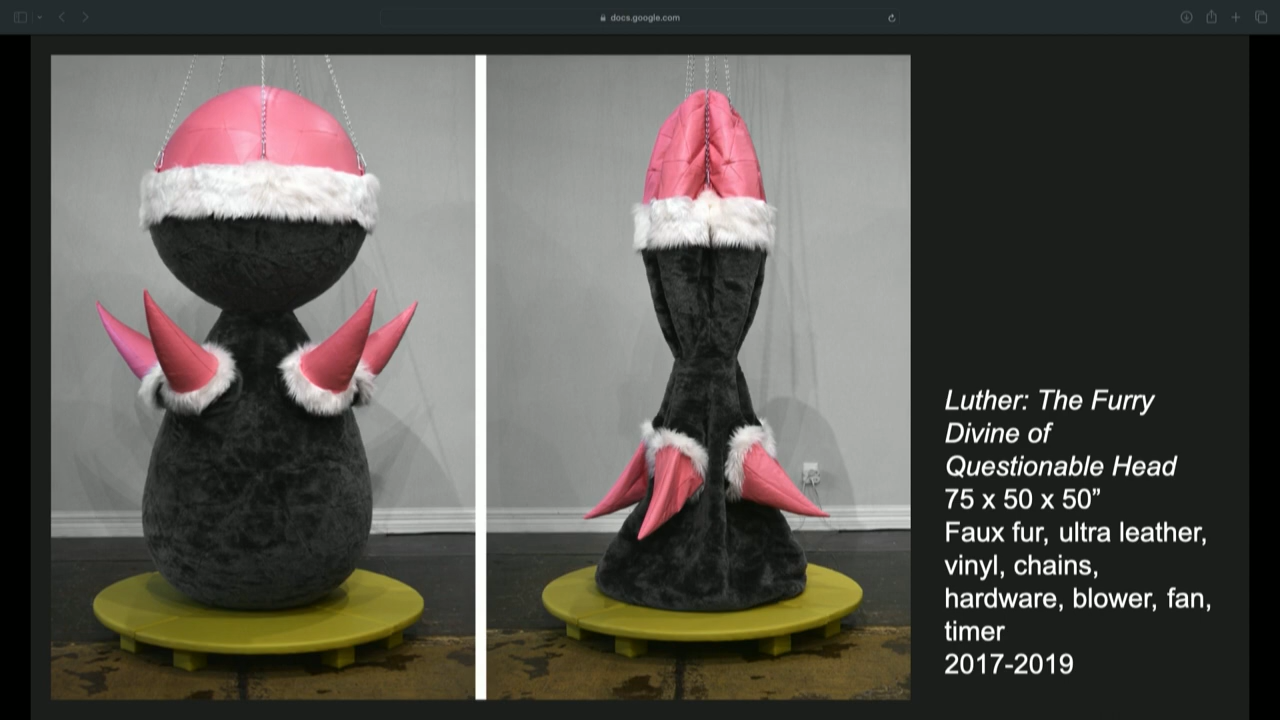 docs.google.com
Luther: The Furry
Divine of
Questionable Head
75 x 50 x 50”
Faux fur, ultra leather,
vinyl, chains,
hardware, blower, fan,
timer
2017-2019